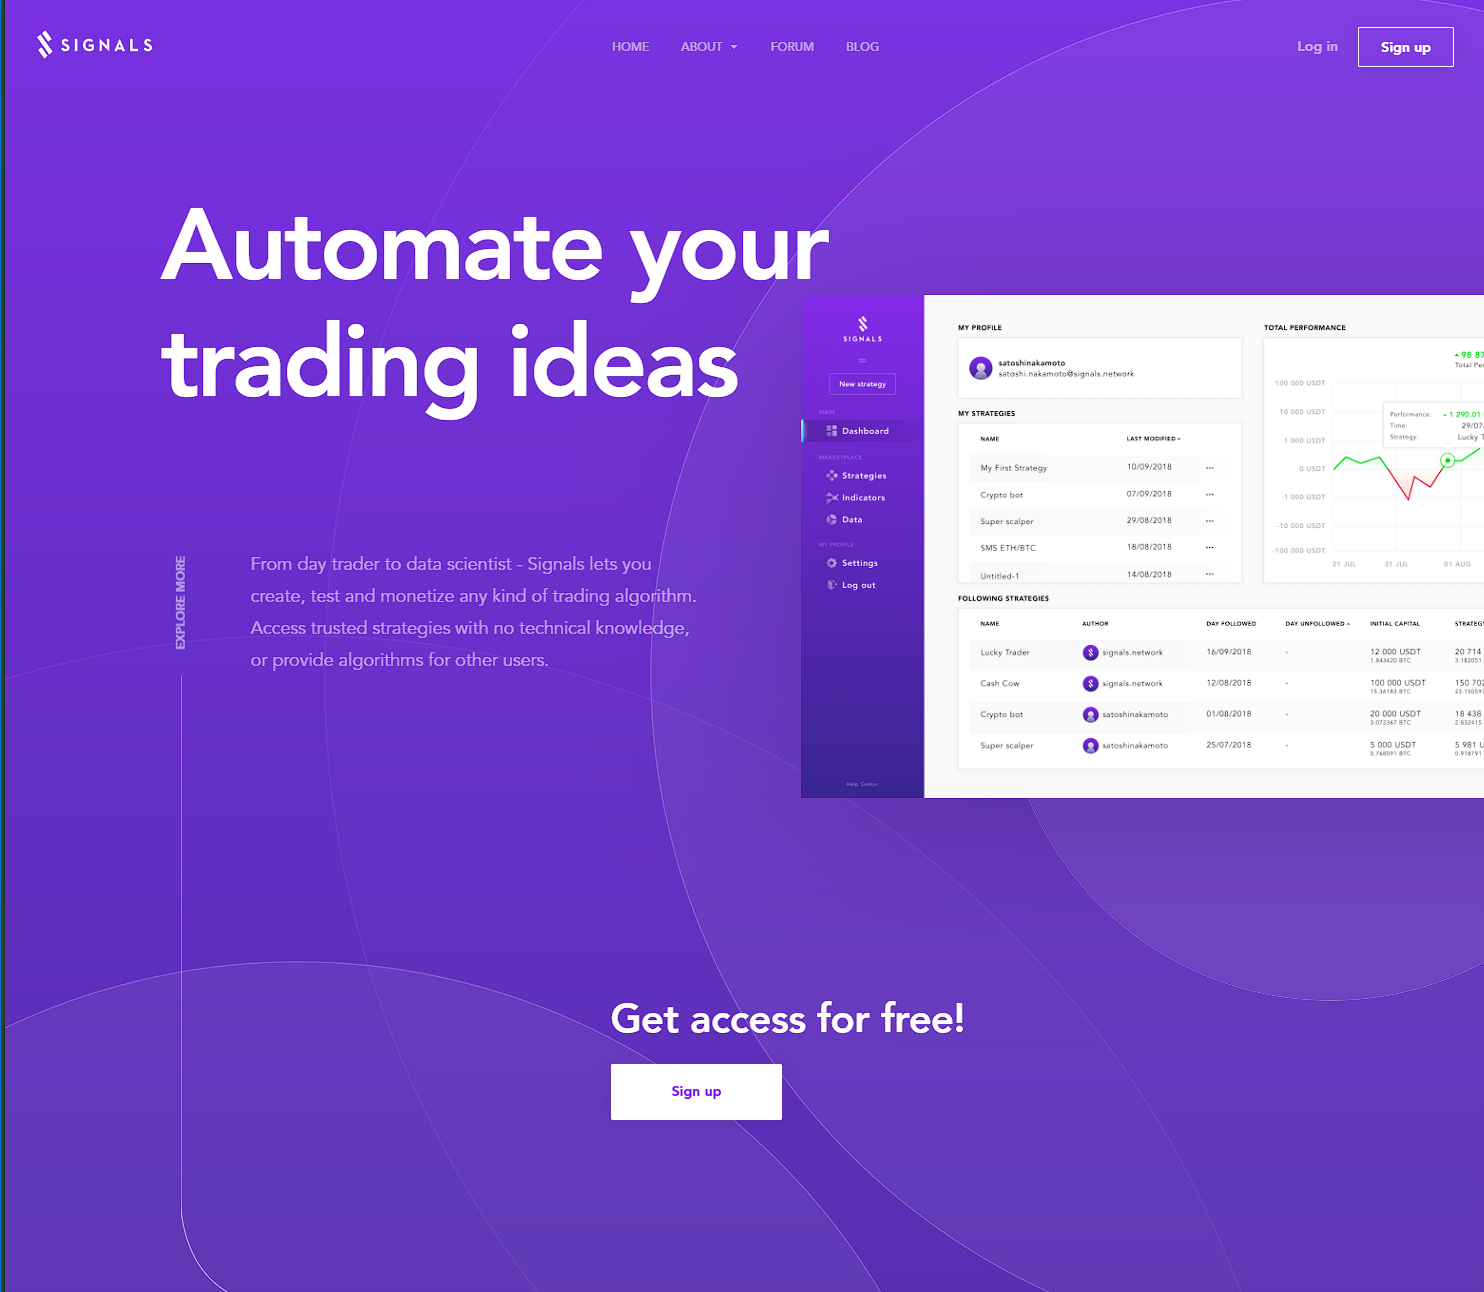 SIGNALS
HOME ABOUT FORUM BLOG
Log in Sign up
Automate your
trading ideas
EXPLORE MORE
From day trader to data scientist - Signals lets you
create, test and monetize any kind of trading algorithm.
Access trusted strategies with no technical knowledge,
or provide algorithms for other users.
SIGNALS
New strategy
MAIN
Dashboard
MARKETPLACE
Strategies
Indicators
Data
MY PROFILE
Settings
Log out
Help Center
MY PROFILE
satoshinakamoto
satoshi.nakamoto@signals.network
MY STRATEGIES
NAME LAST MODIFIED
My First Strategy 10/09/2018
Crypto bot 07/09/2018
Super scalper 29/08/2018
SMS ETH/BTC 18/08/2018
Untitled-1 14/08/2018
TOTAL PERFORMANCE
98 87
Total Per
100 000 USDT
10 000 USDT
1 000 USDT
0 USDT
-1 000 USDT
-10 000 USDT
-100 000 USDT
Performance: 1 290.01
Time: 29/07/
Strategy: Lucky T
21 JUL 31 JUL 01 AUG
FOLLOWING STRATEGIES
NAME AUTHOR DAY FOLLOWED DAY UNFOLLOWED INITIAL CAPITAL STRATEGY
Lucky Trader signals.network 16/09/2018 - 12 000 USDT 20 714
1.843420 BTC 3.182051
Cash Cow signals.network 12/08/2018 - 100 000 USDT 150 702
15.36183 BTC 23.150597
Crypto bot satoshinakamoto 01/08/2018 - 20 000 USDT 18 438
3.072367 BTC 2.832415
Super scalper satoshinakamoto 25/07/2018 - 5 000 USDT 5 981 U
0.768091 BTC 0.918791
Get access for free!
Sign up